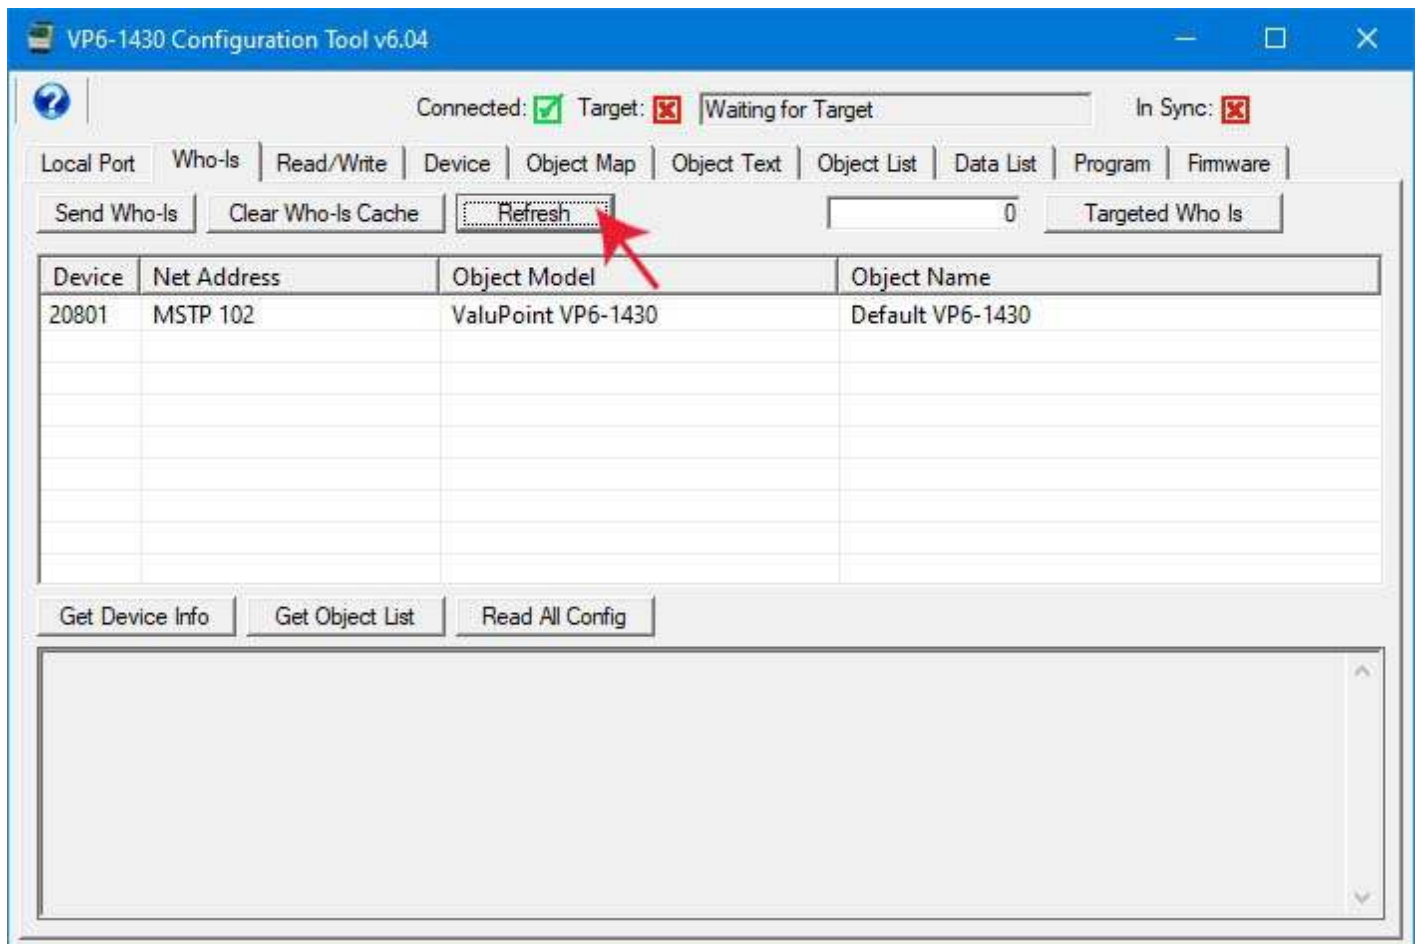 VP6-1430 Configuration Tool v6.04
Connected: Target: Waiting for Target In Sync:
Local Port Who-Is Read/Write Device Object Map Object Text Object List Data List Program Firmware
Send Who-Is Clear Who-Is Cache Refresh 0 Targeted Who Is
Device Net Address Object Model Object Name
20801 MSTP 102 ValuPoint VP6-1430 Default VP6-1430
Get Device Info Get Object List Read All Config